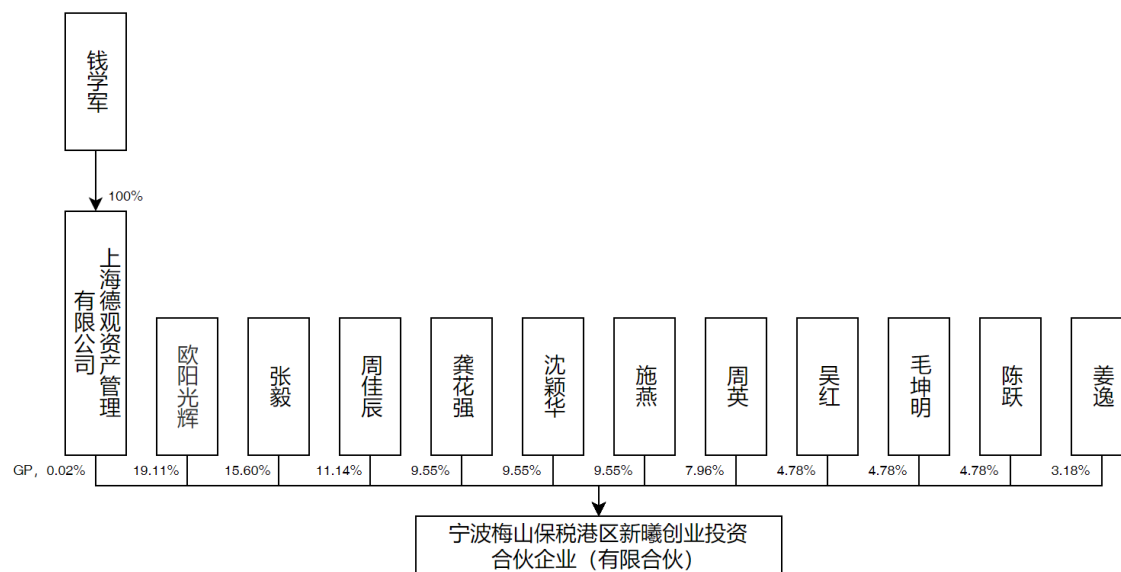 钱学军
100%
上海德观资产管理
有限公司
欧阳光辉
张毅
周佳辰
龚花强
沈颖华
施燕
周英
吴红
毛坤明
陈跃
姜逸
GP，0.02%
19.11%
15.60%
11.14%
9.55%
9.55%
9.55%
7.96%
4.78%
4.78%
4.78%
3.18%
宁波梅山保税港区新曦创业投资
合伙企业（有限合伙）